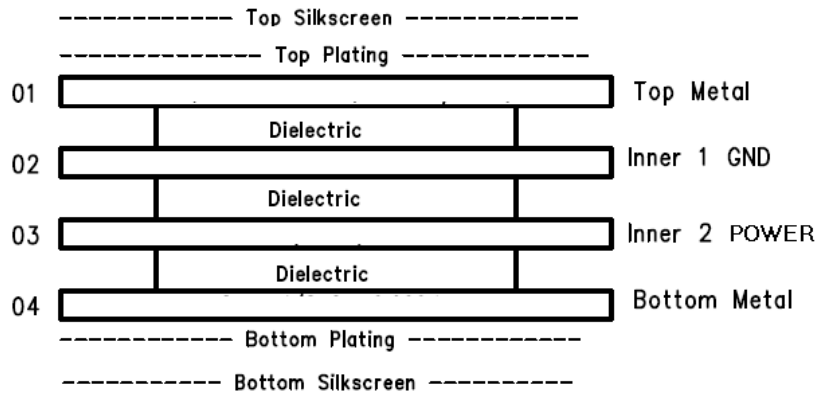 Top Silkscreen
Top Plating
01 Top Metal
Dielectric
02 Inner 1 GND
Dielectric
03 Inner 2 POWER
Dielectric
04 Bottom Metal
Bottom Plating
Bottom Silkscreen